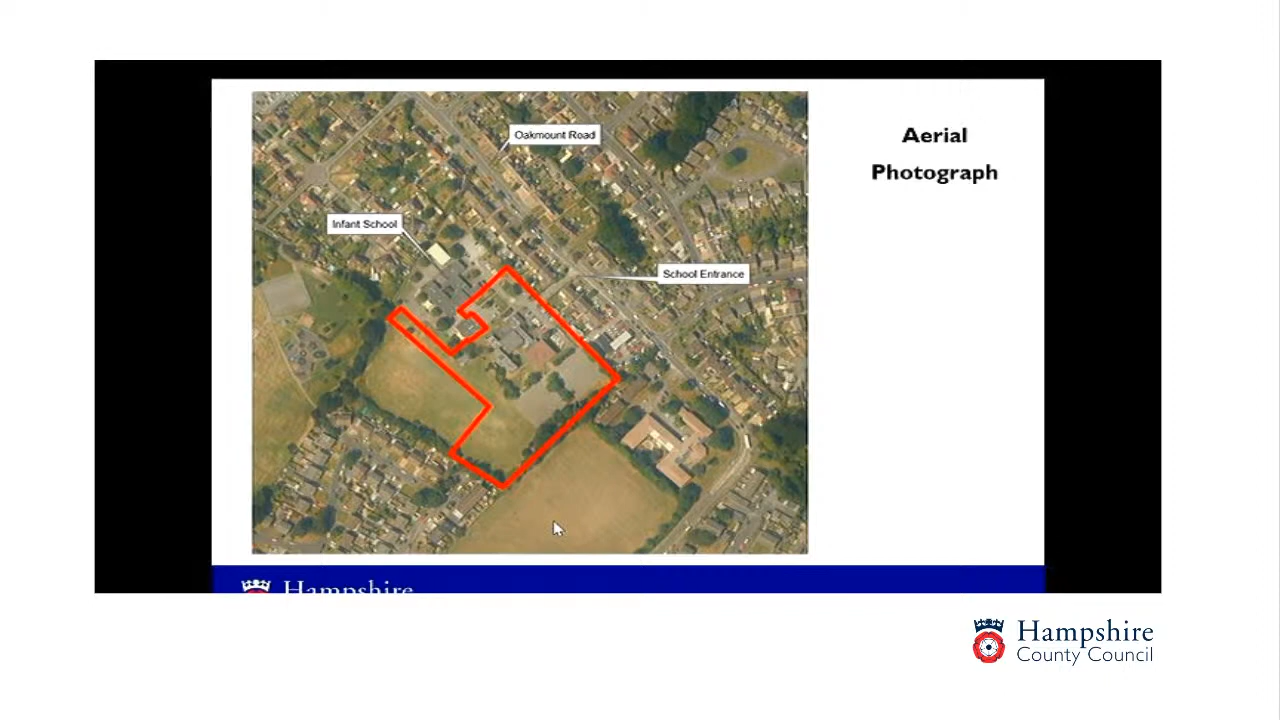 Aerial
Photograph
Oakmount Road
Infant School
School Entrance
Hampshire
Hampshire
County Council